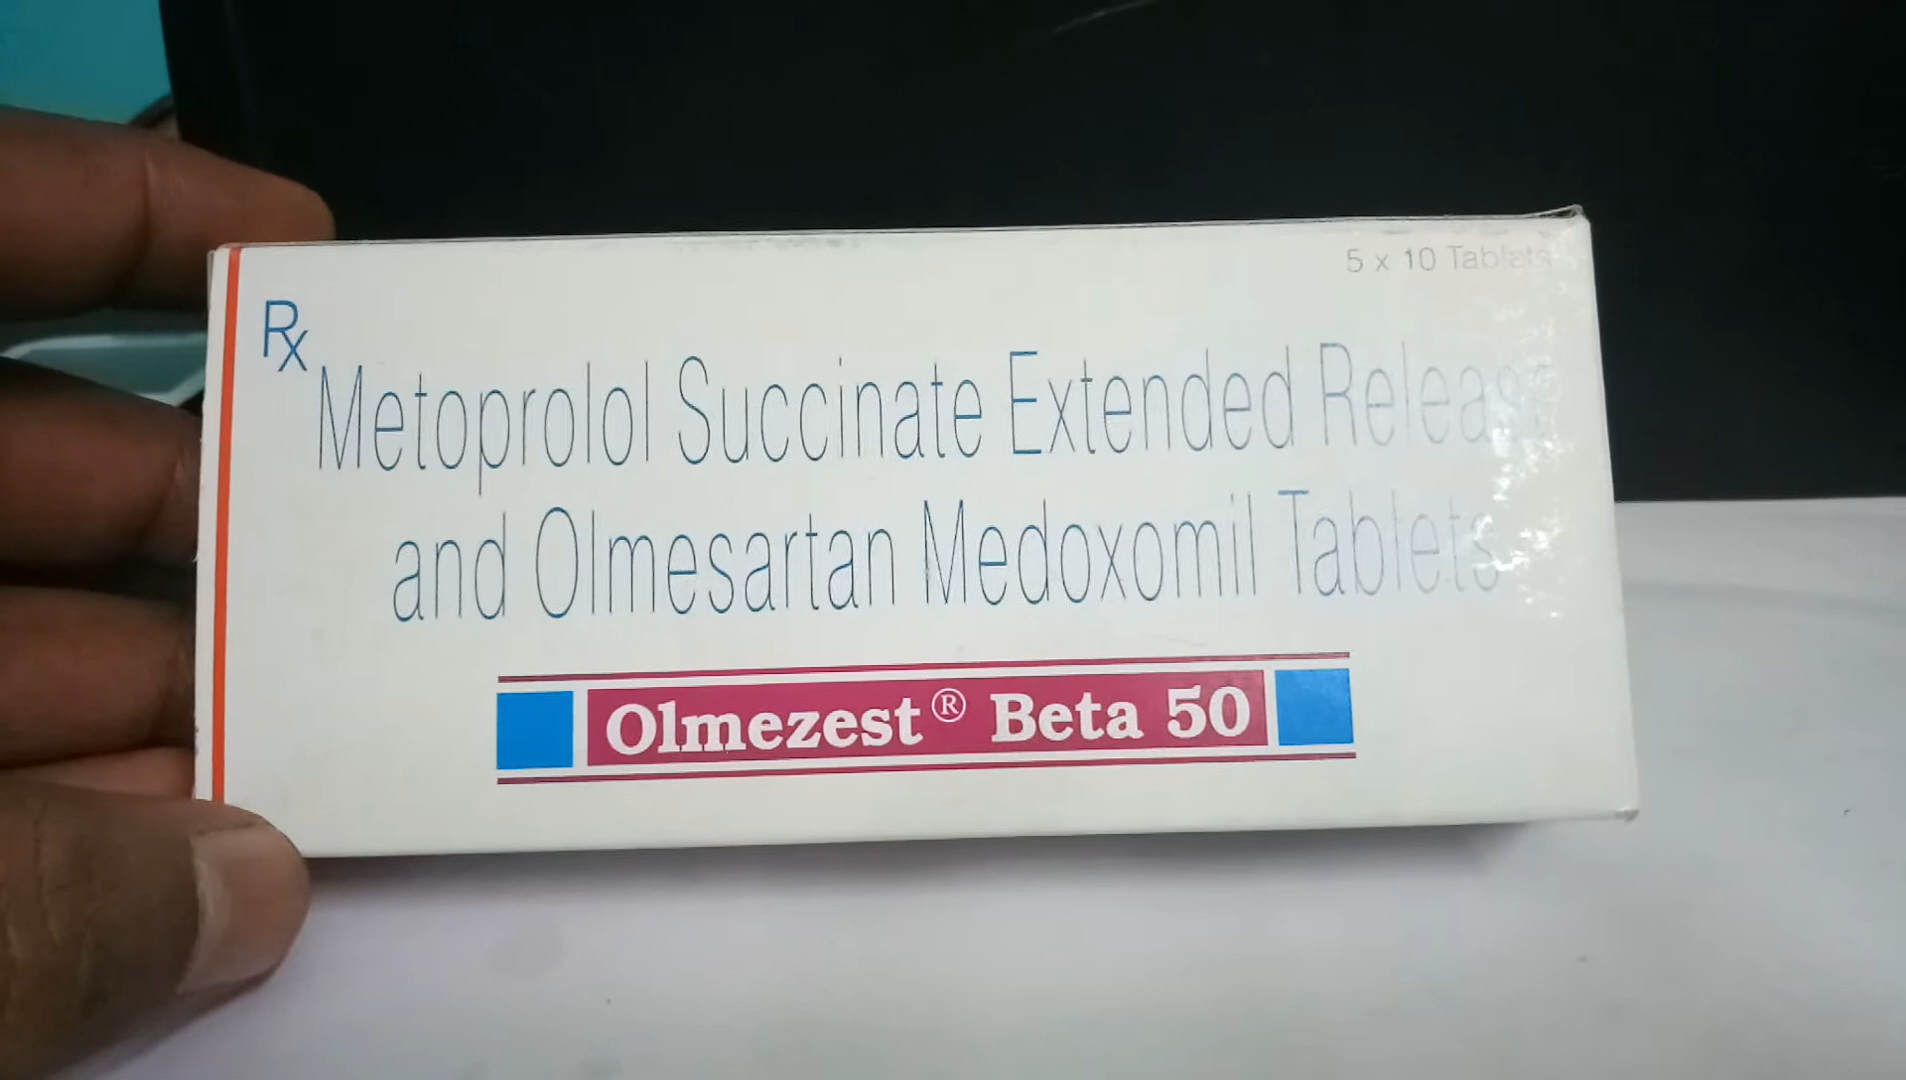 5 x 10 Tablets
Rx
Metoprolol Succinate Extended Release
and Olmesartan Medoxomil Tablets
Olmezest® Beta 50